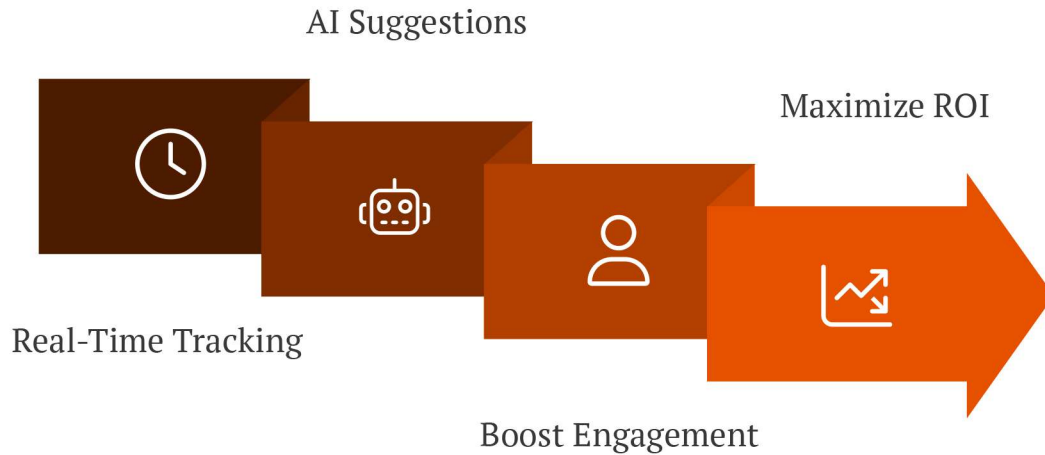 Real-Time Tracking
AI Suggestions
Boost Engagement
Maximize ROI